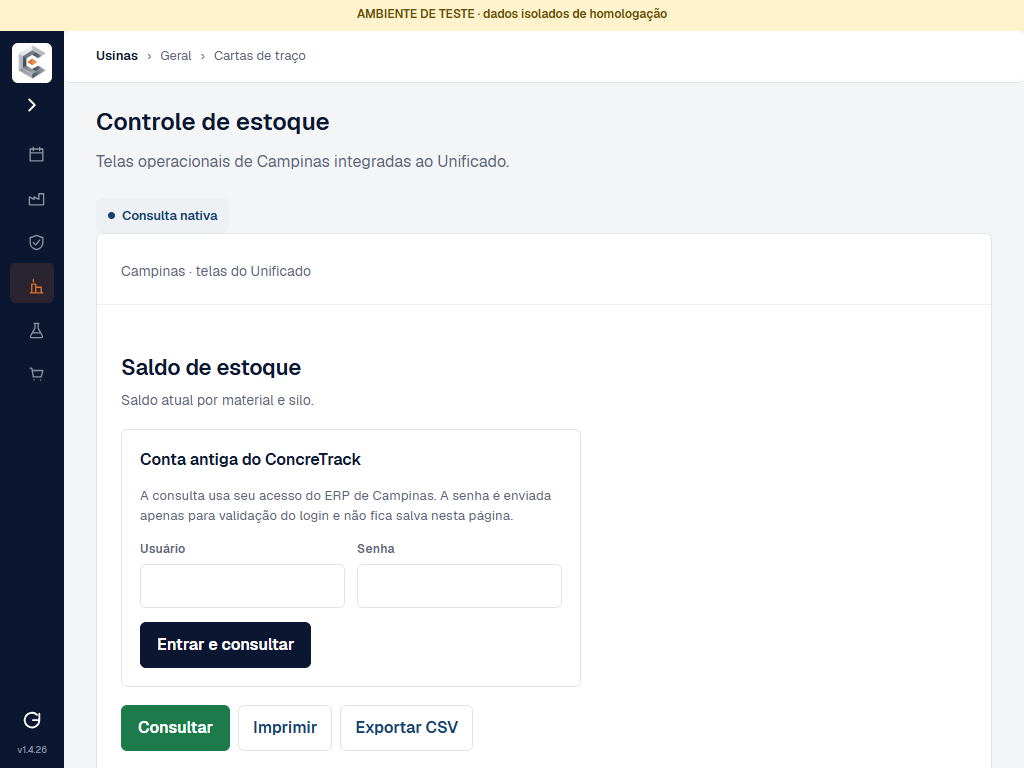 AMBIENTE DE TESTE · dados isolados de homologação
Usinas › Geral › Cartas de traço
Controle de estoque
Telas operacionais de Campinas integradas ao Unificado.
Consulta nativa
Campinas · telas do Unificado
Saldo de estoque
Saldo atual por material e silo.
Conta antiga do ConcreTrack
A consulta usa seu acesso do ERP de Campinas. A senha é enviada
apenas para validação do login e não fica salva nesta página.
Usuário Senha
Entrar e consultar
Consultar Imprimir Exportar CSV
v1.4.26